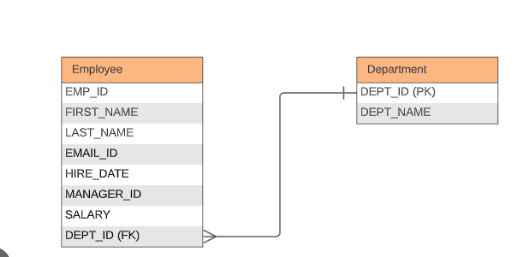 Employee
EMP_ID
FIRST_NAME
LAST_NAME
EMAIL_ID
HIRE_DATE
MANAGER_ID
SALARY
DEPT_ID (FK)
Department
DEPT_ID (PK)
DEPT_NAME